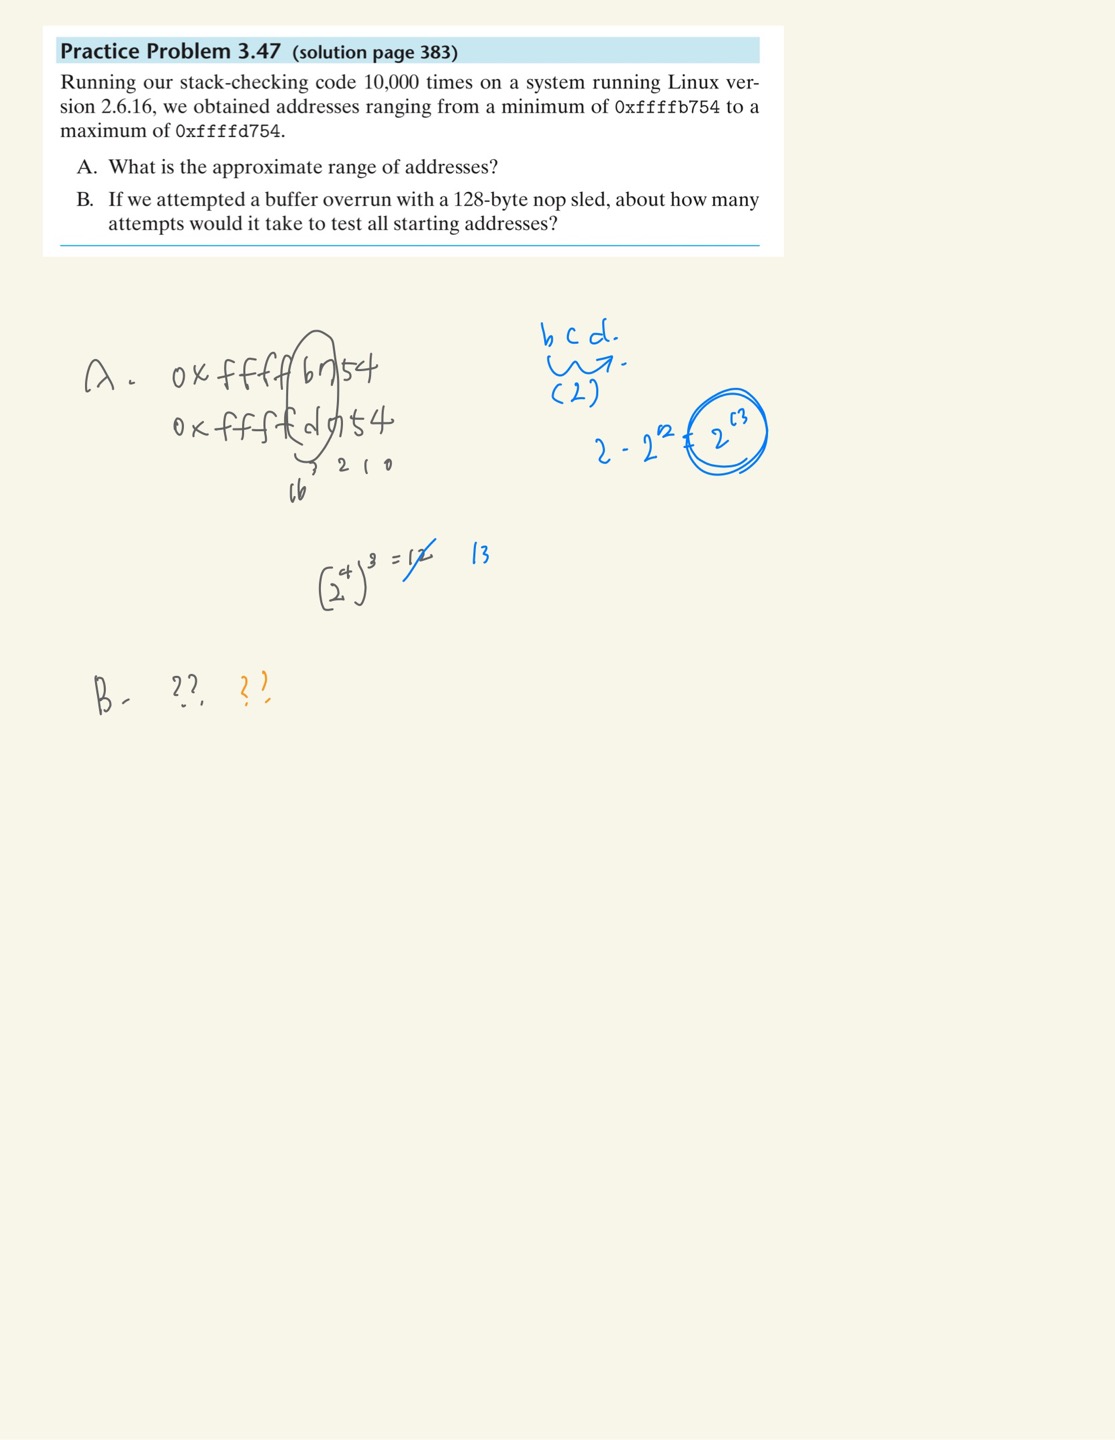 Practice Problem 3.47 (solution page 383)
Running our stack-checking code 10,000 times on a system running Linux ver-
sion 2.6.16, we obtained addresses ranging from a minimum of 0xffffb754 to a
maximum of 0xffffd754.
A. What is the approximate range of addresses?
B. If we attempted a buffer overrun with a 128-byte nop sled, about how many
attempts would it take to test all starting addresses?
b c d.
(2)
A. 0xffffb754
0xffffd754
2 · 2^12 = 2^13
3 2 1 0
16
(2^4)^3 = 12 13
B. ??. ??